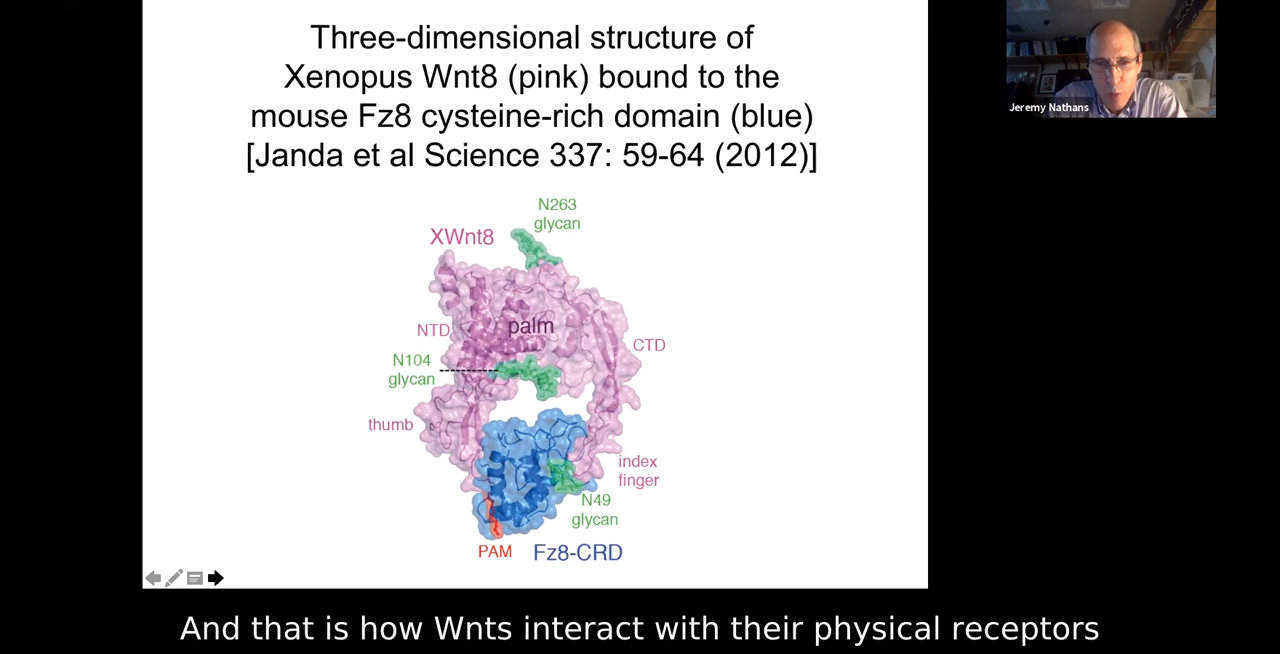 Three-dimensional structure of
Xenopus Wnt8 (pink) bound to the
mouse Fz8 cysteine-rich domain (blue)
[Janda et al Science 337: 59-64 (2012)]
Jeremy Nathans
N263
glycan
XWnt8
NTD
palm
CTD
N104
glycan
thumb
index
finger
N49
glycan
PAM
Fz8-CRD
And that is how Wnts interact with their physical receptors